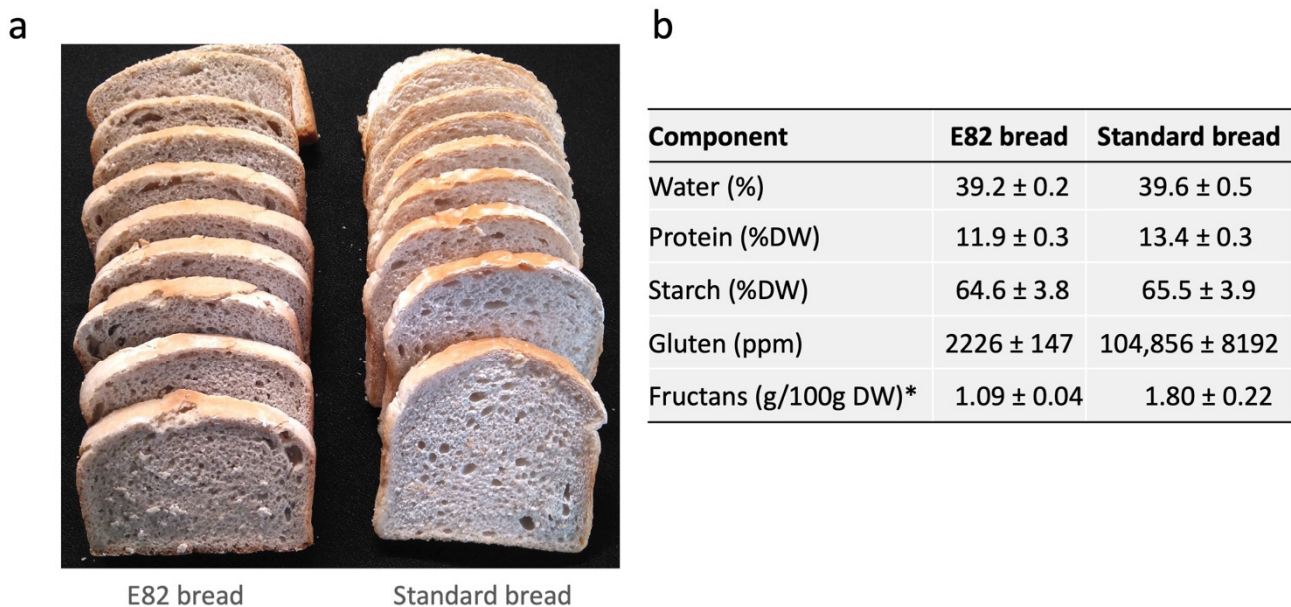 a
E82 bread Standard bread
b
Component E82 bread Standard bread
Water (%) 39.2 ± 0.2 39.6 ± 0.5
Protein (%DW) 11.9 ± 0.3 13.4 ± 0.3
Starch (%DW) 64.6 ± 3.8 65.5 ± 3.9
Gluten (ppm) 2226 ± 147 104,856 ± 8192
Fructans (g/100g DW)* 1.09 ± 0.04 1.80 ± 0.22